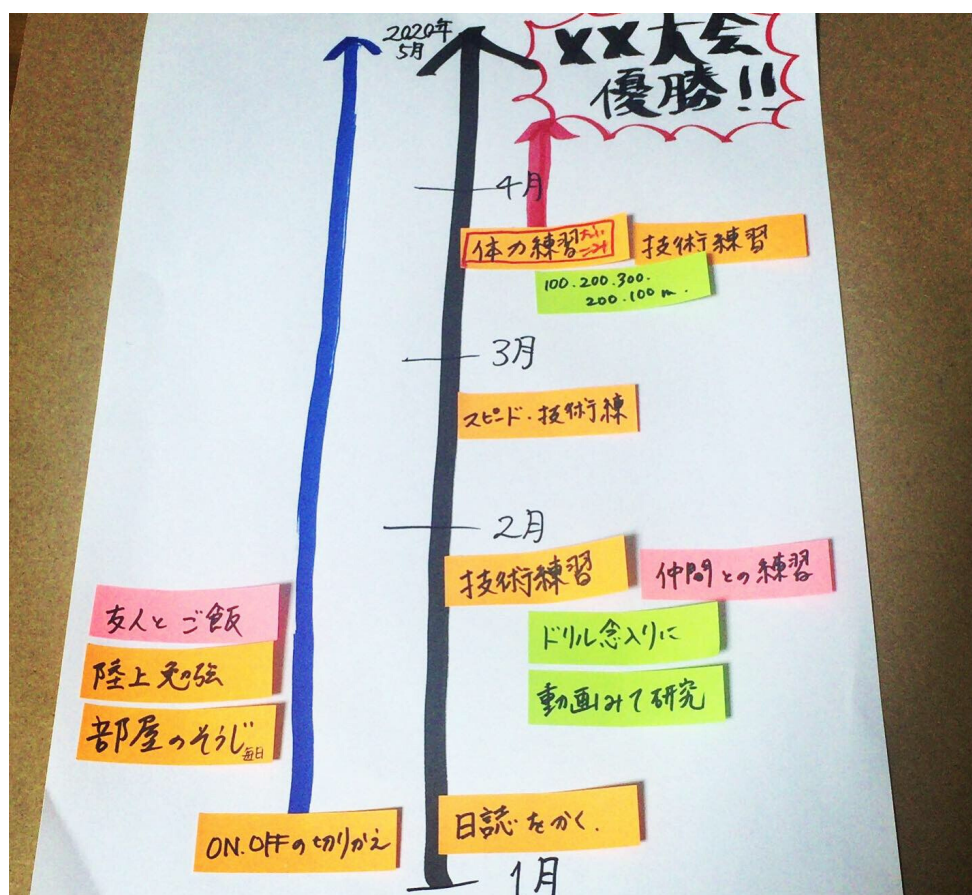 2020年
5月
XX大会
優勝!!
4月
体力練習
技術練習
100.200.300.
200.100m.
3月
スピード・技術練
2月
技術練習
仲間との練習
ドリル念入りに
動画みて研究
友人とご飯
陸上勉強
部屋のそうじ 毎日
ON.OFFの切りかえ
日誌をかく.
1月